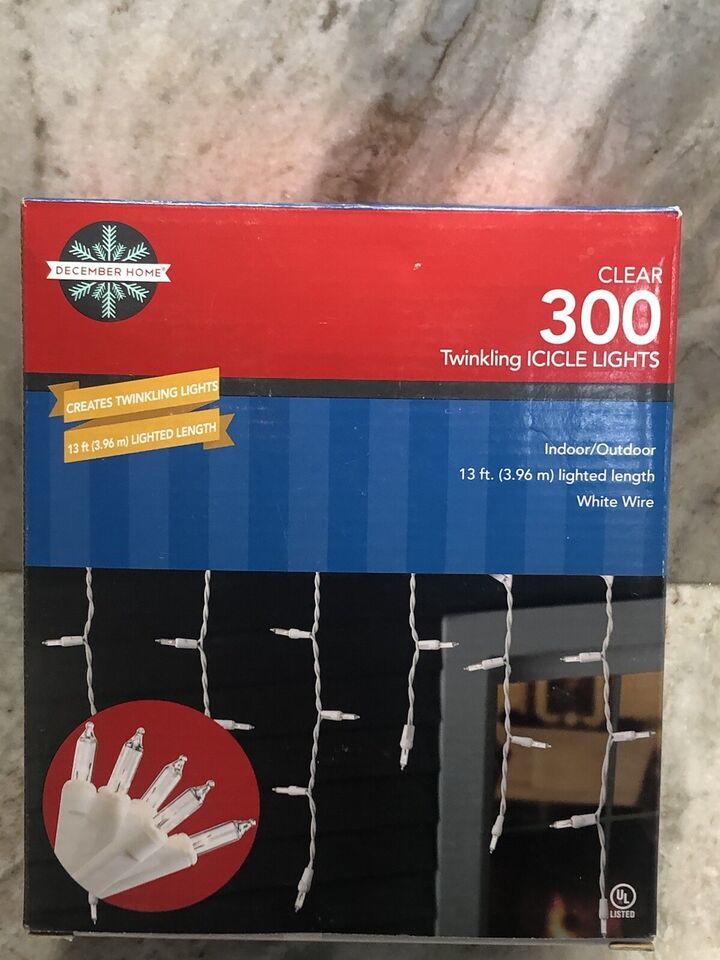 DECEMBER HOME®
CLEAR
300
Twinkling ICICLE LIGHTS
CREATES TWINKLING LIGHTS
13 ft (3.96 m) LIGHTED LENGTH
Indoor/Outdoor
13 ft. (3.96 m) lighted length
White Wire
UL
LISTED